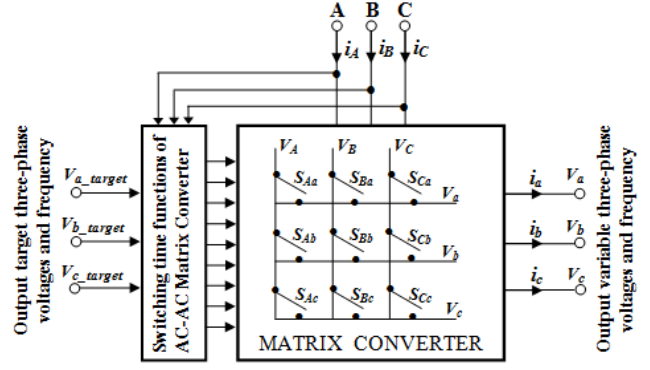 A B C
iA iB iC
Output target three-phase
voltages and frequency
Va_target
Vb_target
Vc_target
Switching time functions of
AC-AC Matrix Converter
VA VB VC
SAa SBa SCa
Va
SAb SBb SCb
Vb
SAc SBc SCc
Vc
MATRIX CONVERTER
ia Va
ib Vb
ic Vc
Output variable three-phase
voltages and frequency